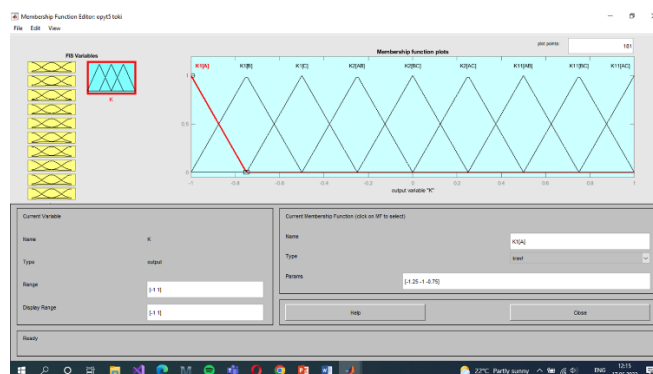 Membership Function Editor: epyt3 toki
File Edit View
FIS Variables
K
Membership function plots
plot points:
181
K1[A] K1[B] K1[C] K2[AB] K2[BC] K2[AC] K11[AB] K11[BC] K11[AC]
1
0.5
0
-1 -0.8 -0.6 -0.4 -0.2 0 0.2 0.4 0.6 0.8 1
output variable "K"
Current Variable
Name K
Type output
Range [-1 1]
Display Range [-1 1]
Current Membership Function (click on MF to select)
Name K1[A]
Type trimf
Params [-1.25 -1 -0.75]
Help Close
Ready
22°C Partly sunny ENG 12:15